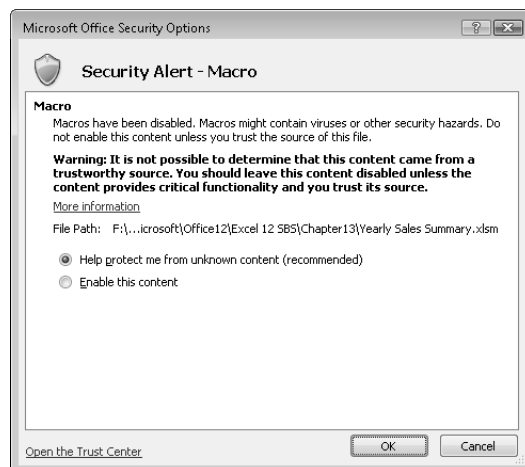 Microsoft Office Security Options
Security Alert - Macro
Macro
Macros have been disabled. Macros might contain viruses or other security hazards. Do
not enable this content unless you trust the source of this file.
Warning: It is not possible to determine that this content came from a
trustworthy source. You should leave this content disabled unless the
content provides critical functionality and you trust its source.
More information
File Path: F:\...icrosoft\Office12\Excel 12 SBS\Chapter13\Yearly Sales Summary.xlsm
Help protect me from unknown content (recommended)
Enable this content
Open the Trust Center
OK
Cancel